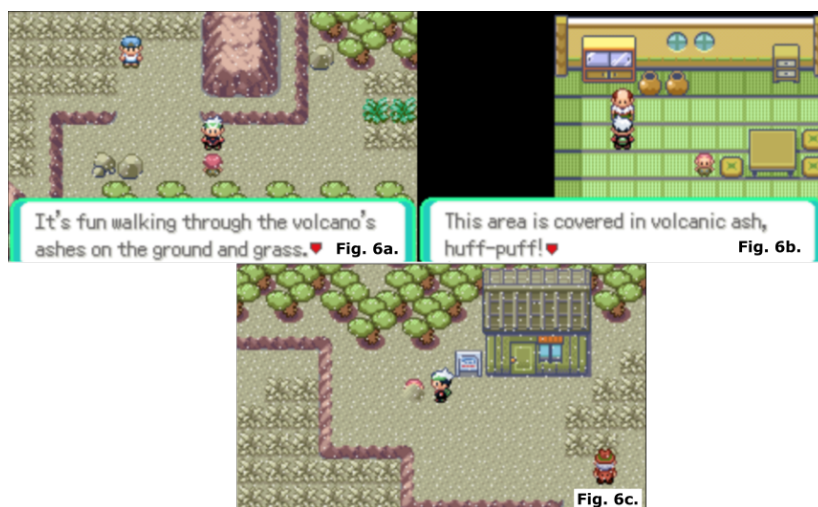 It's fun walking through the volcano's
ashes on the ground and grass.
Fig. 6a.
This area is covered in volcanic ash,
huff-puff!
Fig. 6b.
Fig. 6c.